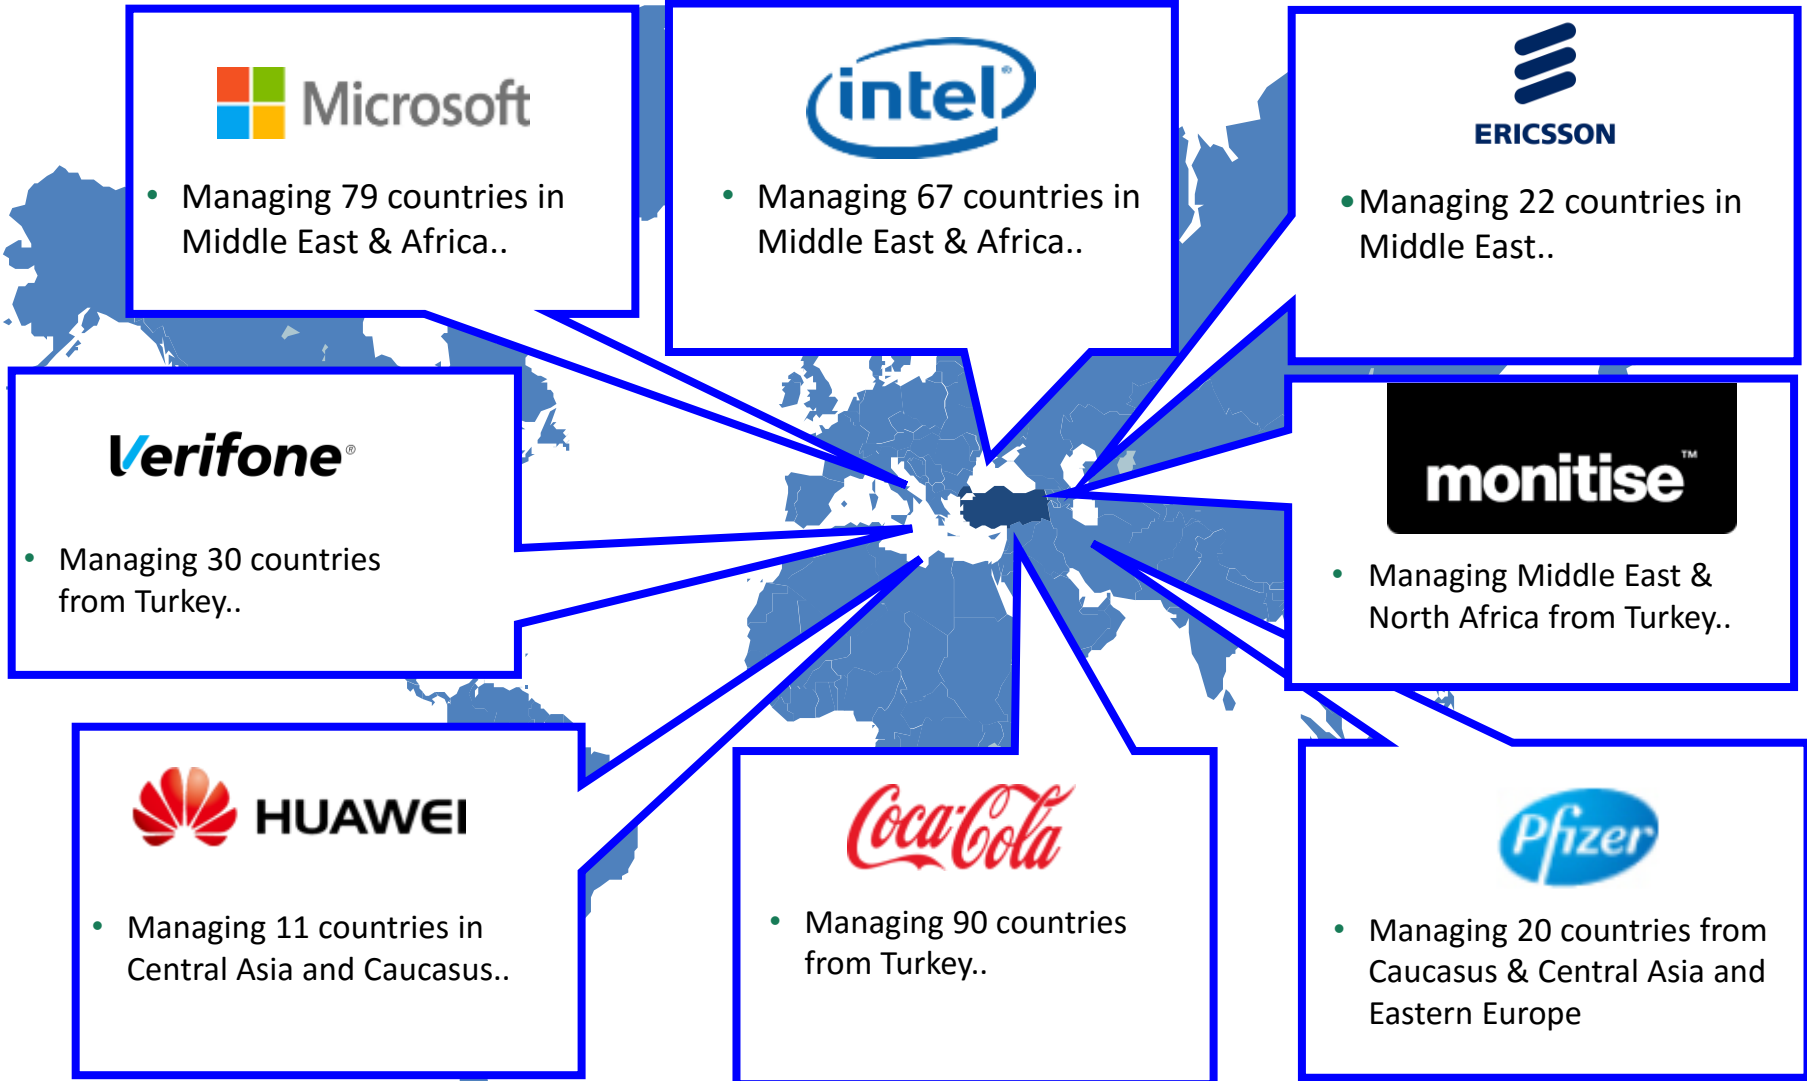 Microsoft
• Managing 79 countries in
Middle East & Africa..
intel®
• Managing 67 countries in
Middle East & Africa..
ERICSSON
• Managing 22 countries in
Middle East..
Verifone®
• Managing 30 countries
from Turkey..
monitise™
• Managing Middle East &
North Africa from Turkey..
HUAWEI
• Managing 11 countries in
Central Asia and Caucasus..
Coca-Cola
• Managing 90 countries
from Turkey..
Pfizer
• Managing 20 countries from
Caucasus & Central Asia and
Eastern Europe